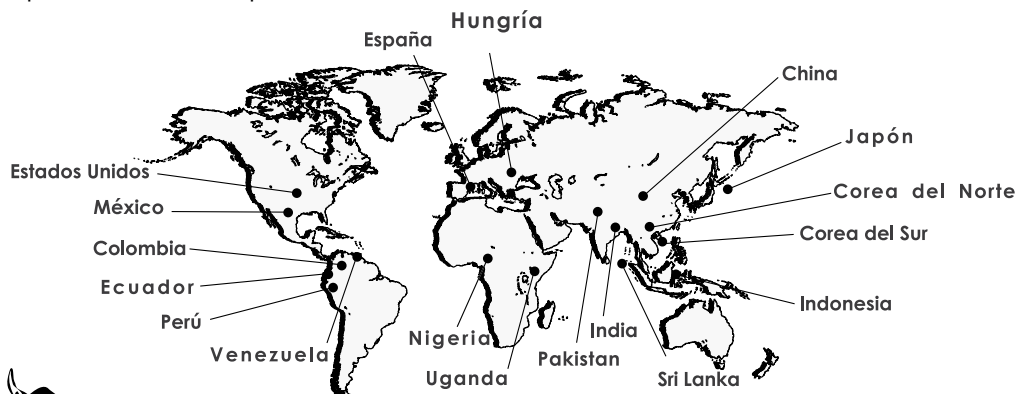 Hungría
España
China
Japón
Estados Unidos
Corea del Norte
México
Corea del Sur
Colombia
Ecuador
Indonesia
Perú
India
Nigeria
Venezuela
Pakistan
Uganda
Sri Lanka